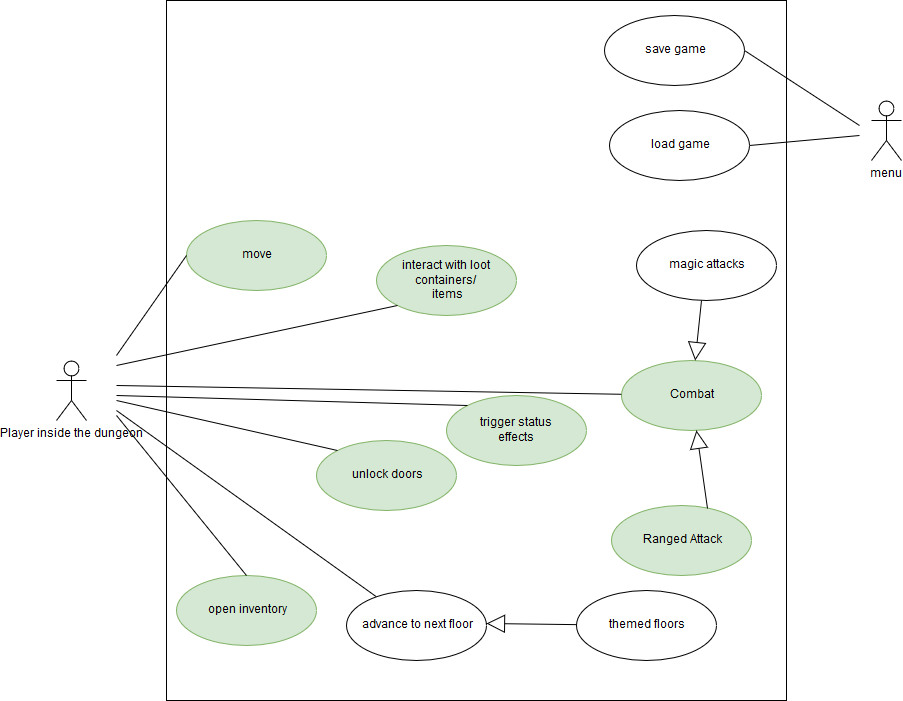 save game
load game
menu
move
interact with loot
containers/
items
magic attacks
Player inside the dungeon
Combat
trigger status
effects
unlock doors
Ranged Attack
open inventory
advance to next floor
themed floors